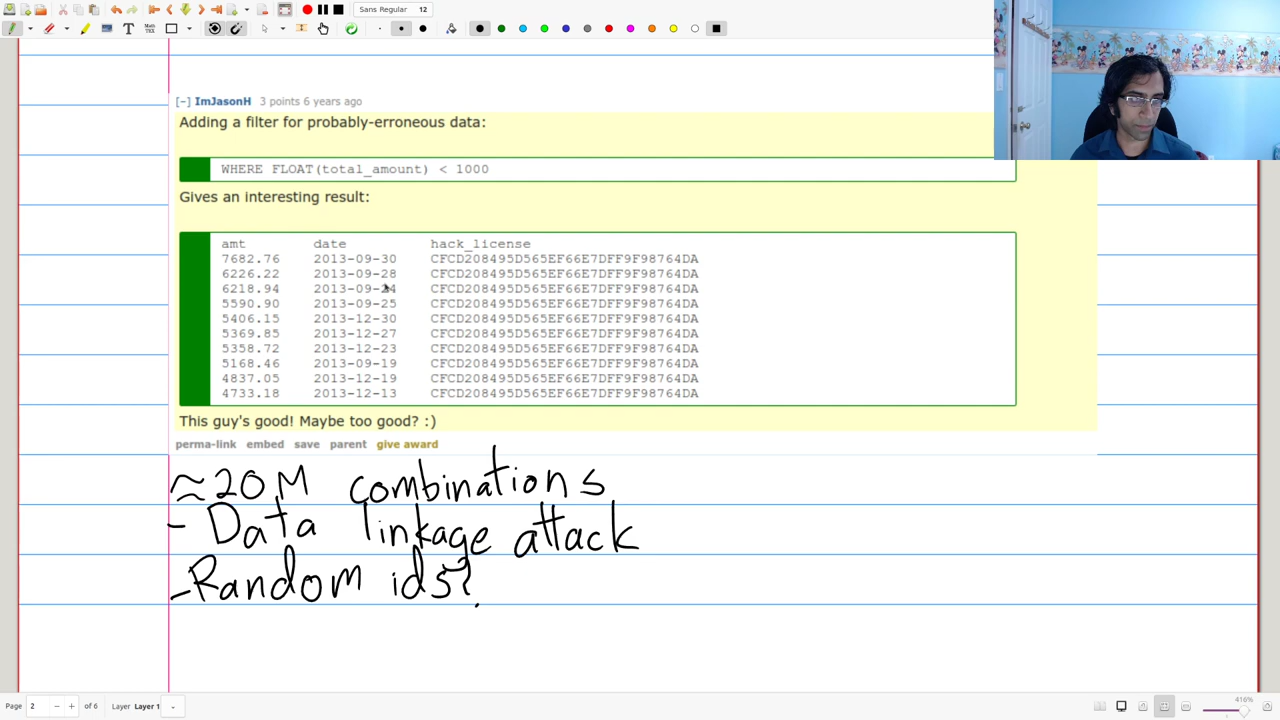 Sans Regular 12
[-] ImJasonH 3 points 6 years ago
Adding a filter for probably-erroneous data:
WHERE FLOAT(total_amount) < 1000
Gives an interesting result:
amt date hack_license
7682.76 2013-09-30 CFCD208495D565EF66E7DFF9F98764DA
6226.22 2013-09-28 CFCD208495D565EF66E7DFF9F98764DA
6218.94 2013-09-24 CFCD208495D565EF66E7DFF9F98764DA
5590.90 2013-09-25 CFCD208495D565EF66E7DFF9F98764DA
5406.15 2013-12-30 CFCD208495D565EF66E7DFF9F98764DA
5369.85 2013-12-27 CFCD208495D565EF66E7DFF9F98764DA
5358.72 2013-12-23 CFCD208495D565EF66E7DFF9F98764DA
5168.46 2013-09-19 CFCD208495D565EF66E7DFF9F98764DA
4837.05 2013-12-19 CFCD208495D565EF66E7DFF9F98764DA
4733.18 2013-12-13 CFCD208495D565EF66E7DFF9F98764DA
This guy's good! Maybe too good? :)
perma-link embed save parent give award
≈20M combinations
- Data linkage attack
- Random ids?
Page 2 of 6 Layer Layer 1
416%